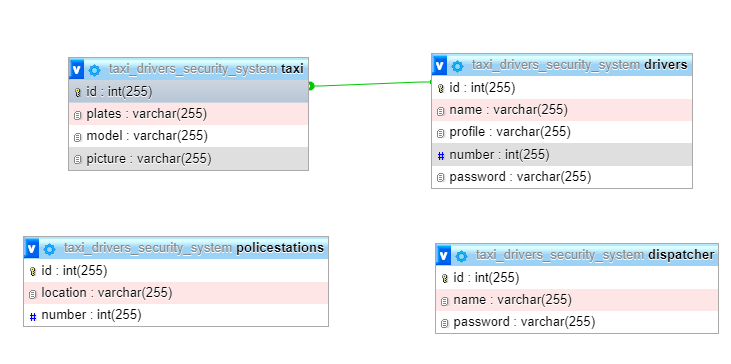 taxi_drivers_security_system taxi
id : int(255)
plates : varchar(255)
model : varchar(255)
picture : varchar(255)
taxi_drivers_security_system drivers
id : int(255)
name : varchar(255)
profile : varchar(255)
number : int(255)
password : varchar(255)
taxi_drivers_security_system policestations
id : int(255)
location : varchar(255)
number : int(255)
taxi_drivers_security_system dispatcher
id : int(255)
name : varchar(255)
password : varchar(255)